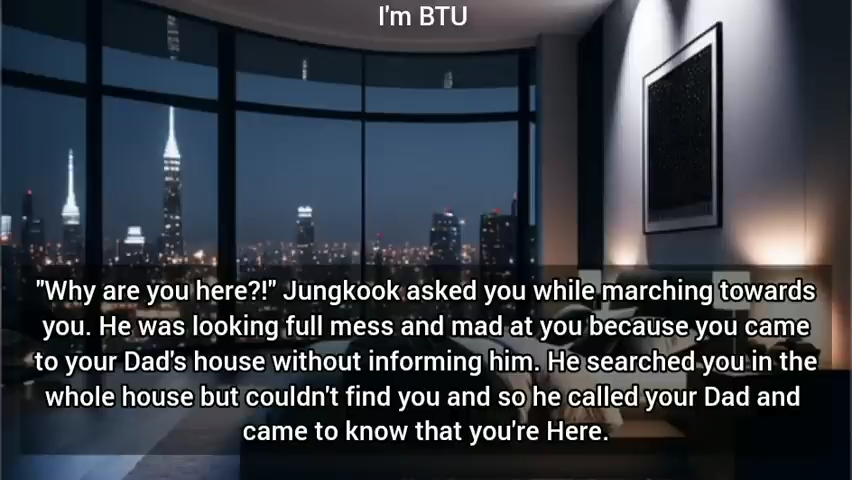 I'm BTU
"Why are you here?!" Jungkook asked you while marching towards
you. He was looking full mess and mad at you because you came
to your Dad's house without informing him. He searched you in the
whole house but couldn't find you and so he called your Dad and
came to know that you're Here.